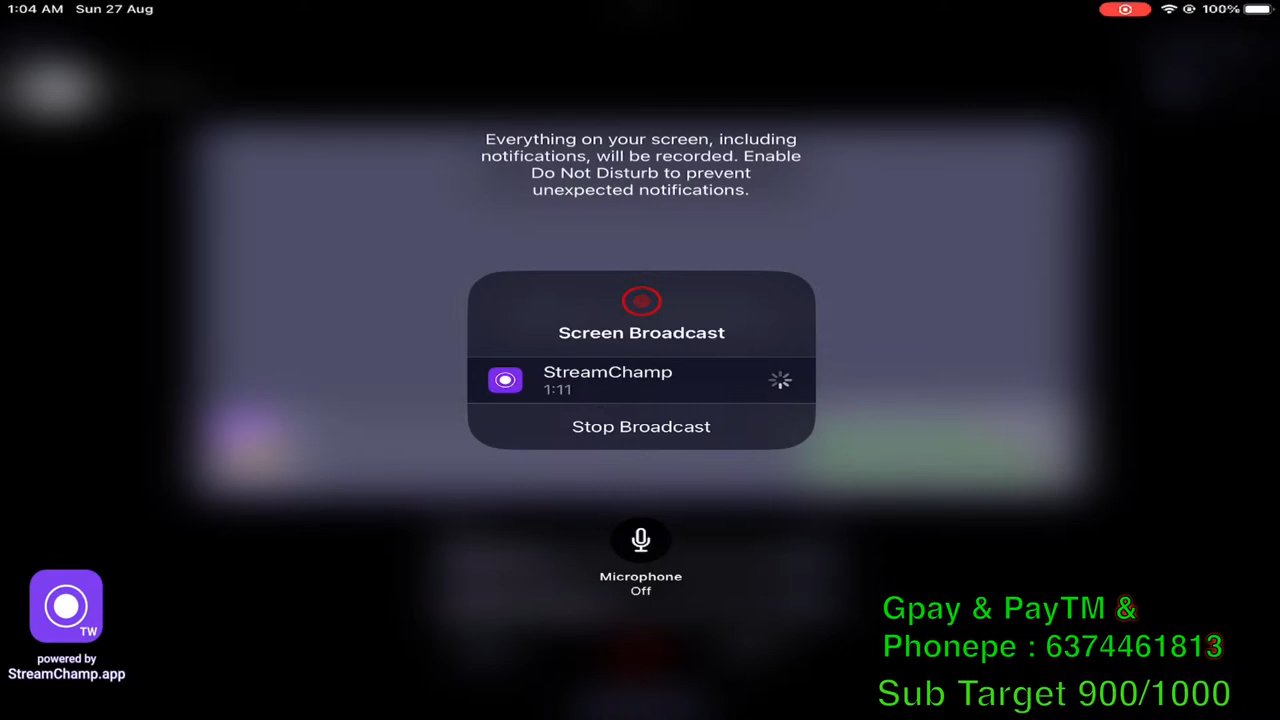 1:04 AM Sun 27 Aug
100%
Everything on your screen, including
notifications, will be recorded. Enable
Do Not Disturb to prevent
unexpected notifications.
Screen Broadcast
StreamChamp
1:11
Stop Broadcast
Microphone
Off
TW
powered by
StreamChamp.app
Gpay & PayTM &
Phonepe : 6374461813
Sub Target 900/1000